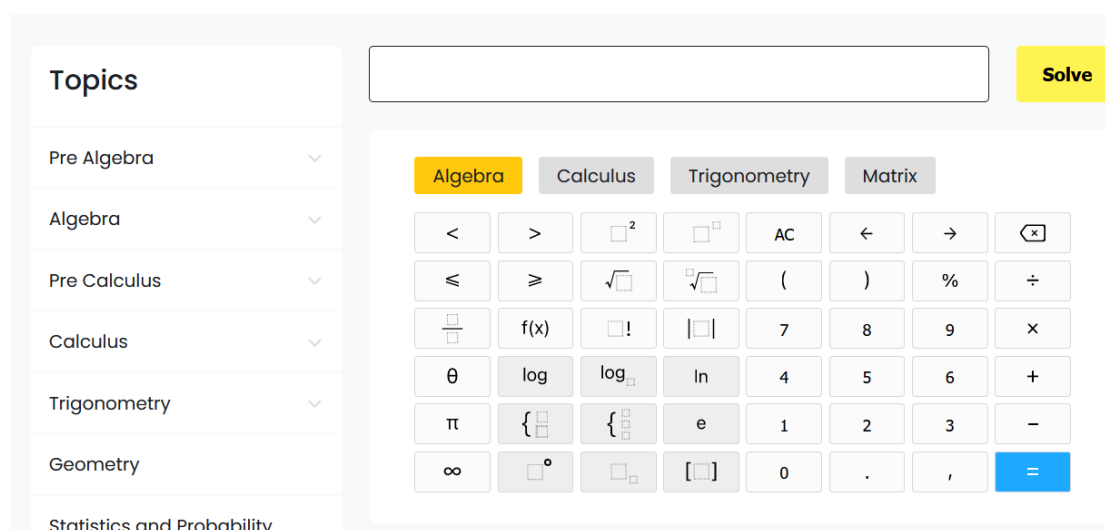 Topics
Solve
Pre Algebra
Algebra
Pre Calculus
Calculus
Trigonometry
Geometry
Statistics and Probability
Algebra Calculus Trigonometry Matrix
< > □² □□ AC ← → ⌫
⩽ ⩾ √□ □√□ ( ) % ÷
□/□ f(x) □! |□| 7 8 9 ×
θ log log□ ln 4 5 6 +
π {□□ {□□□ e 1 2 3 −
∞ □° □□ [□] 0 . , =